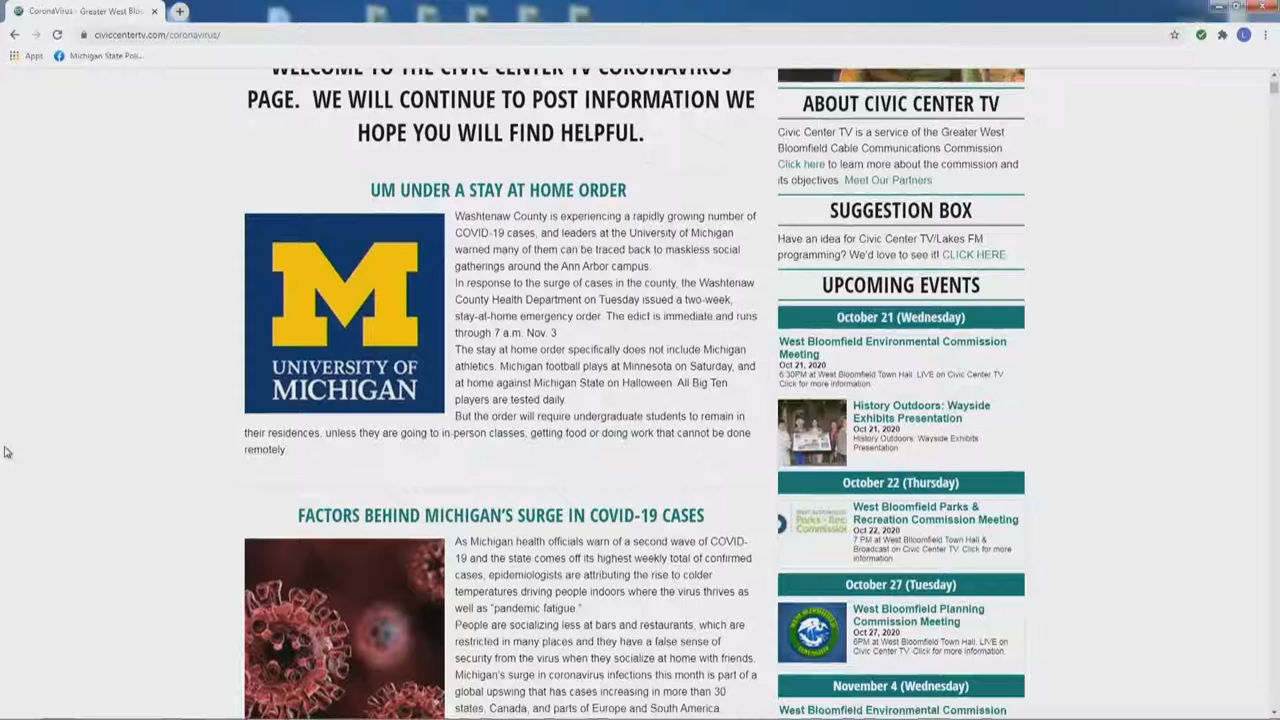 CoronaVirus - Greater West Bloo
civiccentertv.com/coronavirus/
Apps
Michigan State Poli...
L
WELCOME TO THE CIVIC CENTER TV CORONAVIRUS
PAGE. WE WILL CONTINUE TO POST INFORMATION WE
HOPE YOU WILL FIND HELPFUL.
UM UNDER A STAY AT HOME ORDER
M
UNIVERSITY OF
MICHIGAN
Washtenaw County is experiencing a rapidly growing number of
COVID-19 cases, and leaders at the University of Michigan
warned many of them can be traced back to maskless social
gatherings around the Ann Arbor campus.
In response to the surge of cases in the county, the Washtenaw
County Health Department on Tuesday issued a two-week,
stay-at-home emergency order. The edict is immediate and runs
through 7 a.m. Nov. 3
The stay at home order specifically does not include Michigan
athletics. Michigan football plays at Minnesota on Saturday, and
at home against Michigan State on Halloween. All Big Ten
players are tested daily.
But the order will require undergraduate students to remain in
their residences, unless they are going to in-person classes, getting food or doing work that cannot be done
remotely.
FACTORS BEHIND MICHIGAN'S SURGE IN COVID-19 CASES
As Michigan health officials warn of a second wave of COVID-
19 and the state comes off its highest weekly total of confirmed
cases, epidemiologists are attributing the rise to colder
temperatures driving people indoors where the virus thrives as
well as "pandemic fatigue."
People are socializing less at bars and restaurants, which are
restricted in many places and they have a false sense of
security from the virus when they socialize at home with friends.
Michigan's surge in coronavirus infections this month is part of a
global upswing that has cases increasing in more than 30
states, Canada, and parts of Europe and South America.
ABOUT CIVIC CENTER TV
Civic Center TV is a service of the Greater West
Bloomfield Cable Communications Commission
Click here to learn more about the commission and
its objectives Meet Our Partners
SUGGESTION BOX
Have an idea for Civic Center TV/Lakes FM
programming? We'd love to see it! CLICK HERE
UPCOMING EVENTS
October 21 (Wednesday)
West Bloomfield Environmental Commission
Meeting
Oct 21, 2020
6:30PM at West Bloomfield Town Hall. LIVE on Civic Center TV.
Click for more information.
History Outdoors: Wayside
Exhibits Presentation
Oct 21, 2020
History Outdoors: Wayside Exhibits
Presentation
October 22 (Thursday)
West Bloomfield Parks &
Recreation Commission Meeting
Oct 22, 2020
7 PM at West Bloomfield Town Hall &
Broadcast on Civic Center TV. Click for more
information
October 27 (Tuesday)
West Bloomfield Planning
Commission Meeting
Oct 27, 2020
6PM at West Bloomfield Town Hall, LIVE on
Civic Center TV. Click for more information.
November 4 (Wednesday)
West Bloomfield Environmental Commission